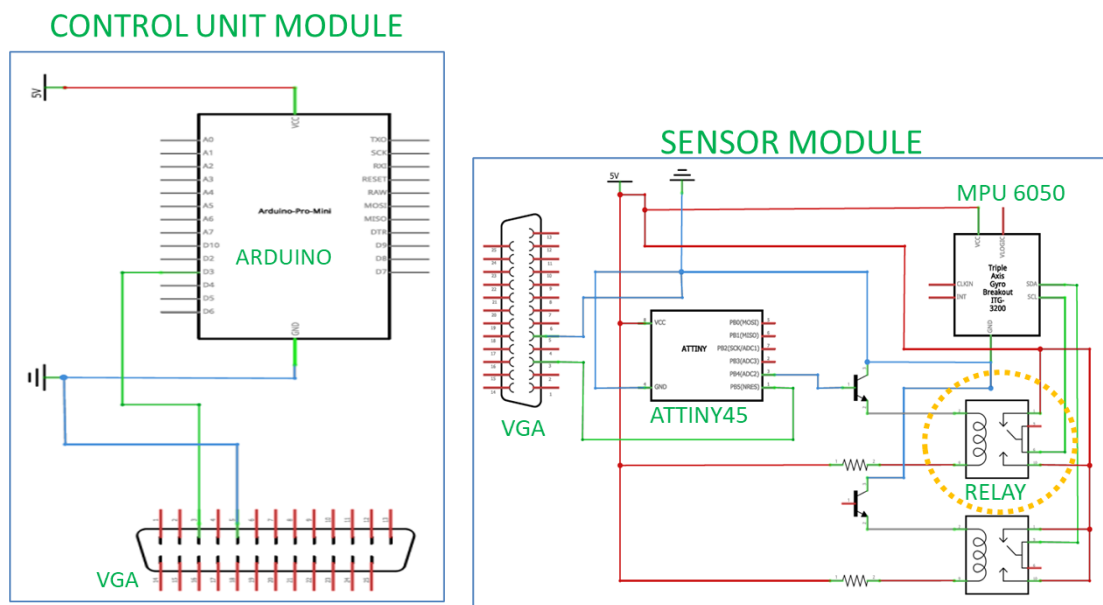 CONTROL UNIT MODULE
5V
VCC
A0
A1
A2
A3
A4
A5
A6
A7
D10
D2
D3
D4
D5
D6
TXO
SCK
RXI
RESET
RAW
MOSI
MISO
DTR
D9
D8
D7
Arduino-Pro-Mini
ARDUINO
GND
VGA
SENSOR MODULE
5V
MPU 6050
VCC
VLOGIC
Triple
Axis
Gyro
Breakout
ITG-
3200
CLKIN
INT
SDA
SCL
GND
VCC
GND
ATTINY
PB0(MOSI)
PB1(MISO)
PB2(SCK/ADC1)
PB3(ADC3)
PB4(ADC2)
PB5(NRES)
ATTINY45
VGA
RELAY